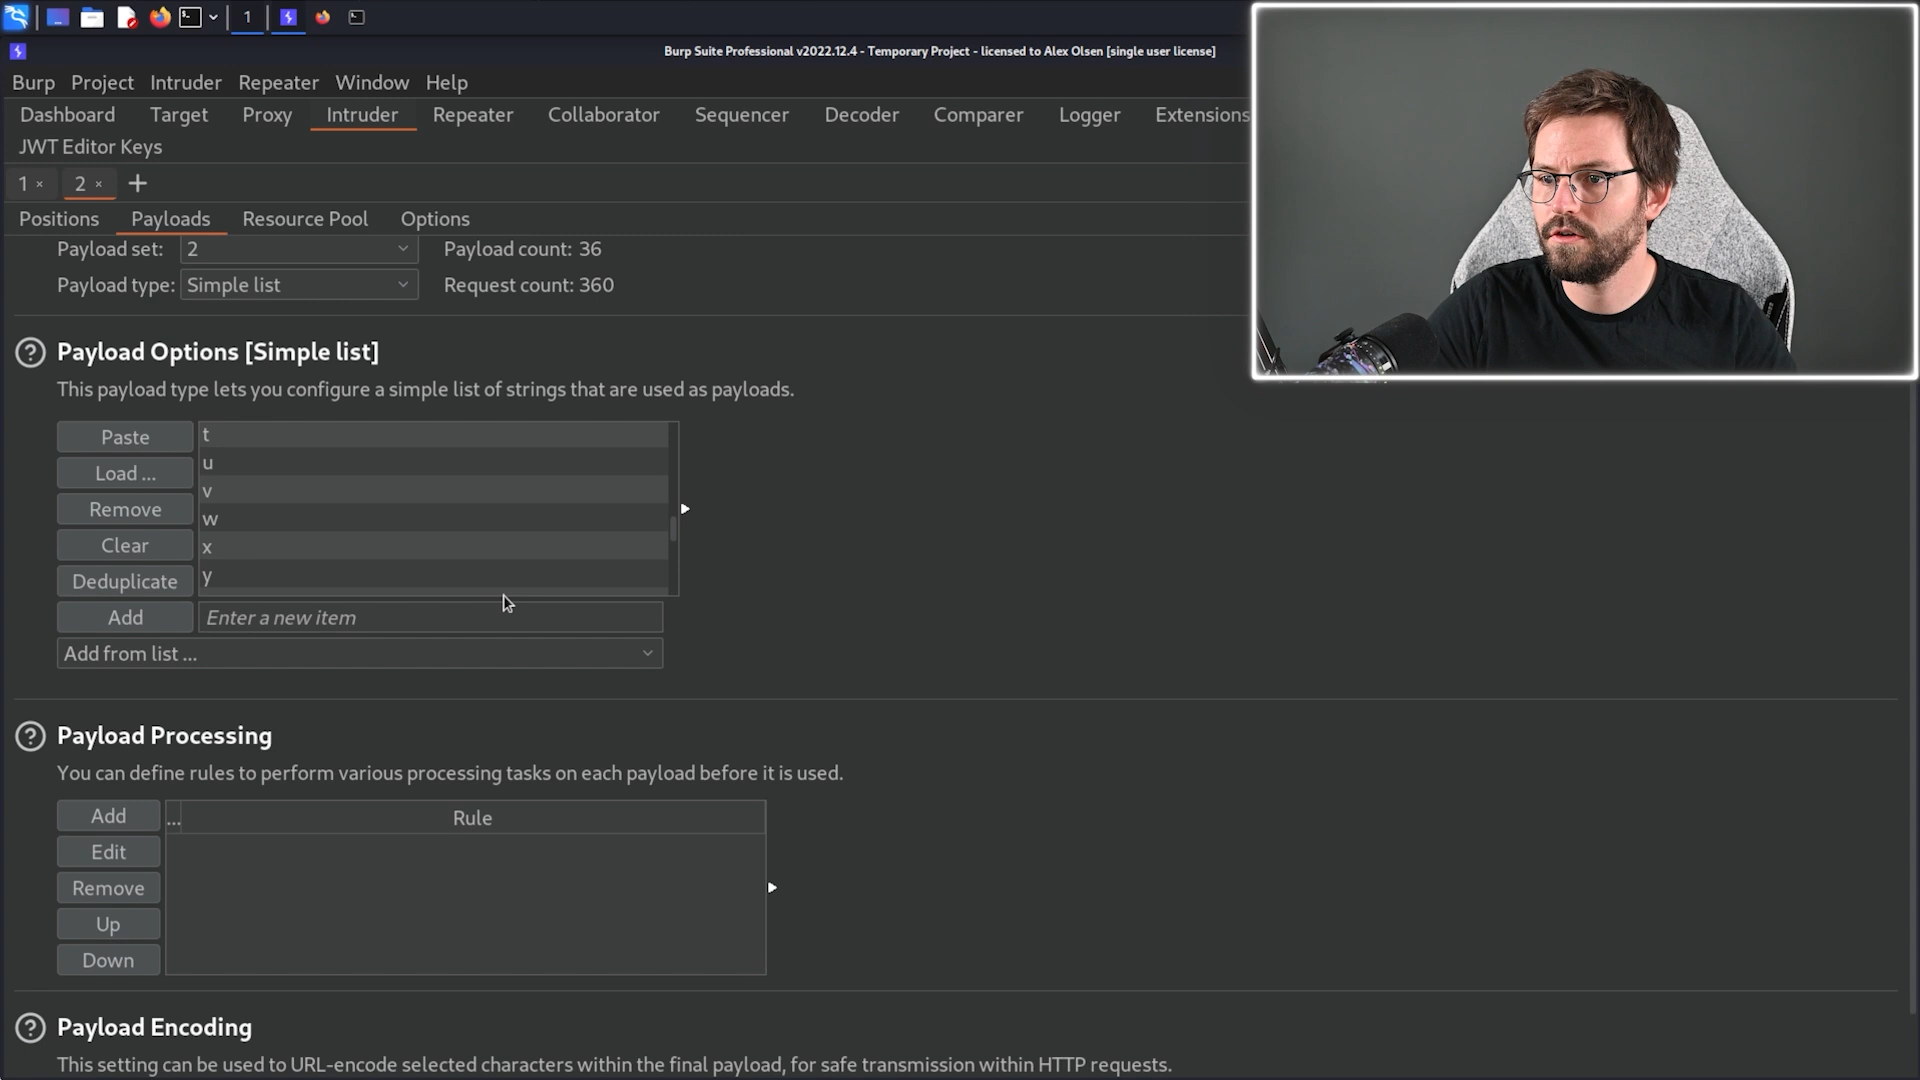 1
Burp Suite Professional v2022.12.4 - Temporary Project - licensed to Alex Olsen [single user license]
Burp Project Intruder Repeater Window Help
Dashboard Target Proxy Intruder Repeater Collaborator Sequencer Decoder Comparer Logger Extensions
JWT Editor Keys
1 × 2 × +
Positions Payloads Resource Pool Options
Payload set: 2 Payload count: 36
Payload type: Simple list Request count: 360
? Payload Options [Simple list]
This payload type lets you configure a simple list of strings that are used as payloads.
Paste
Load ...
Remove
Clear
Deduplicate
t
u
v
w
x
y
Add Enter a new item
Add from list ...
? Payload Processing
You can define rules to perform various processing tasks on each payload before it is used.
Add
Edit
Remove
Up
Down
... Rule
? Payload Encoding
This setting can be used to URL-encode selected characters within the final payload, for safe transmission within HTTP requests.